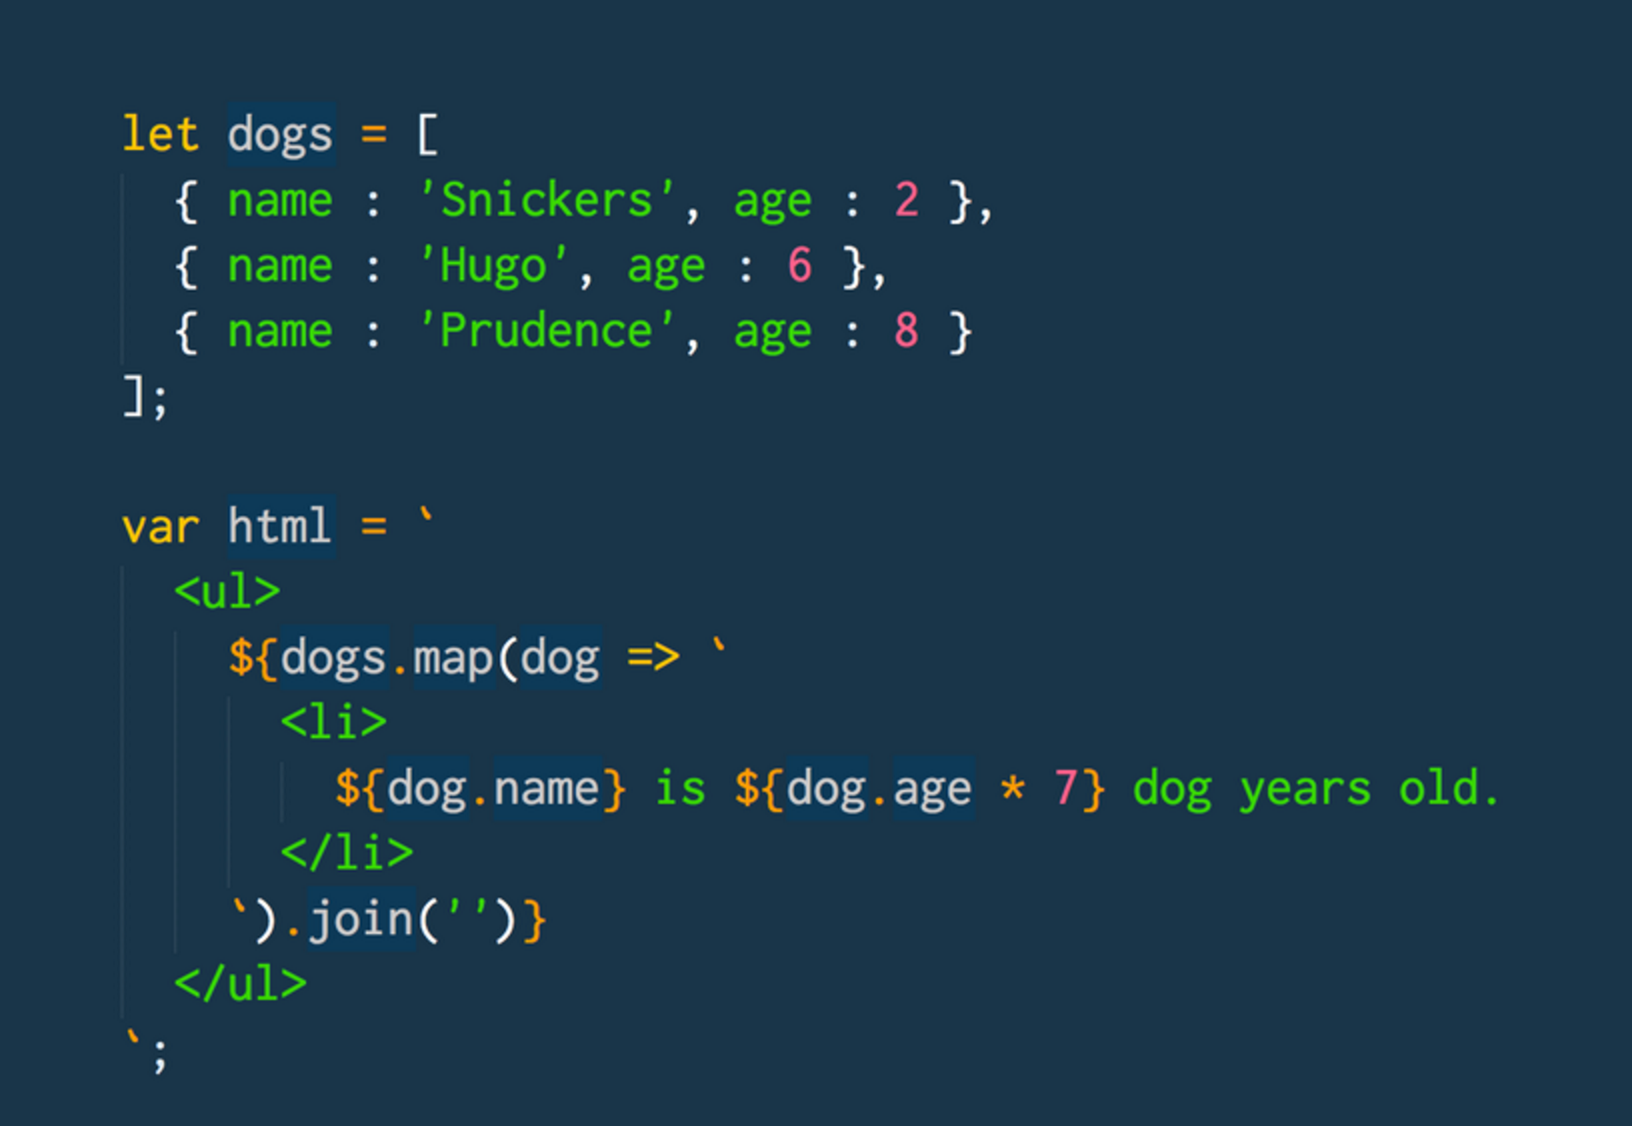 let dogs = [
  { name : 'Snickers', age : 2 },
  { name : 'Hugo', age : 6 },
  { name : 'Prudence', age : 8 }
];
var html = `
  <ul>
    ${dogs.map(dog => `
      <li>
        ${dog.name} is ${dog.age * 7} dog years old.
      </li>
    `).join('')}
  </ul>
`;